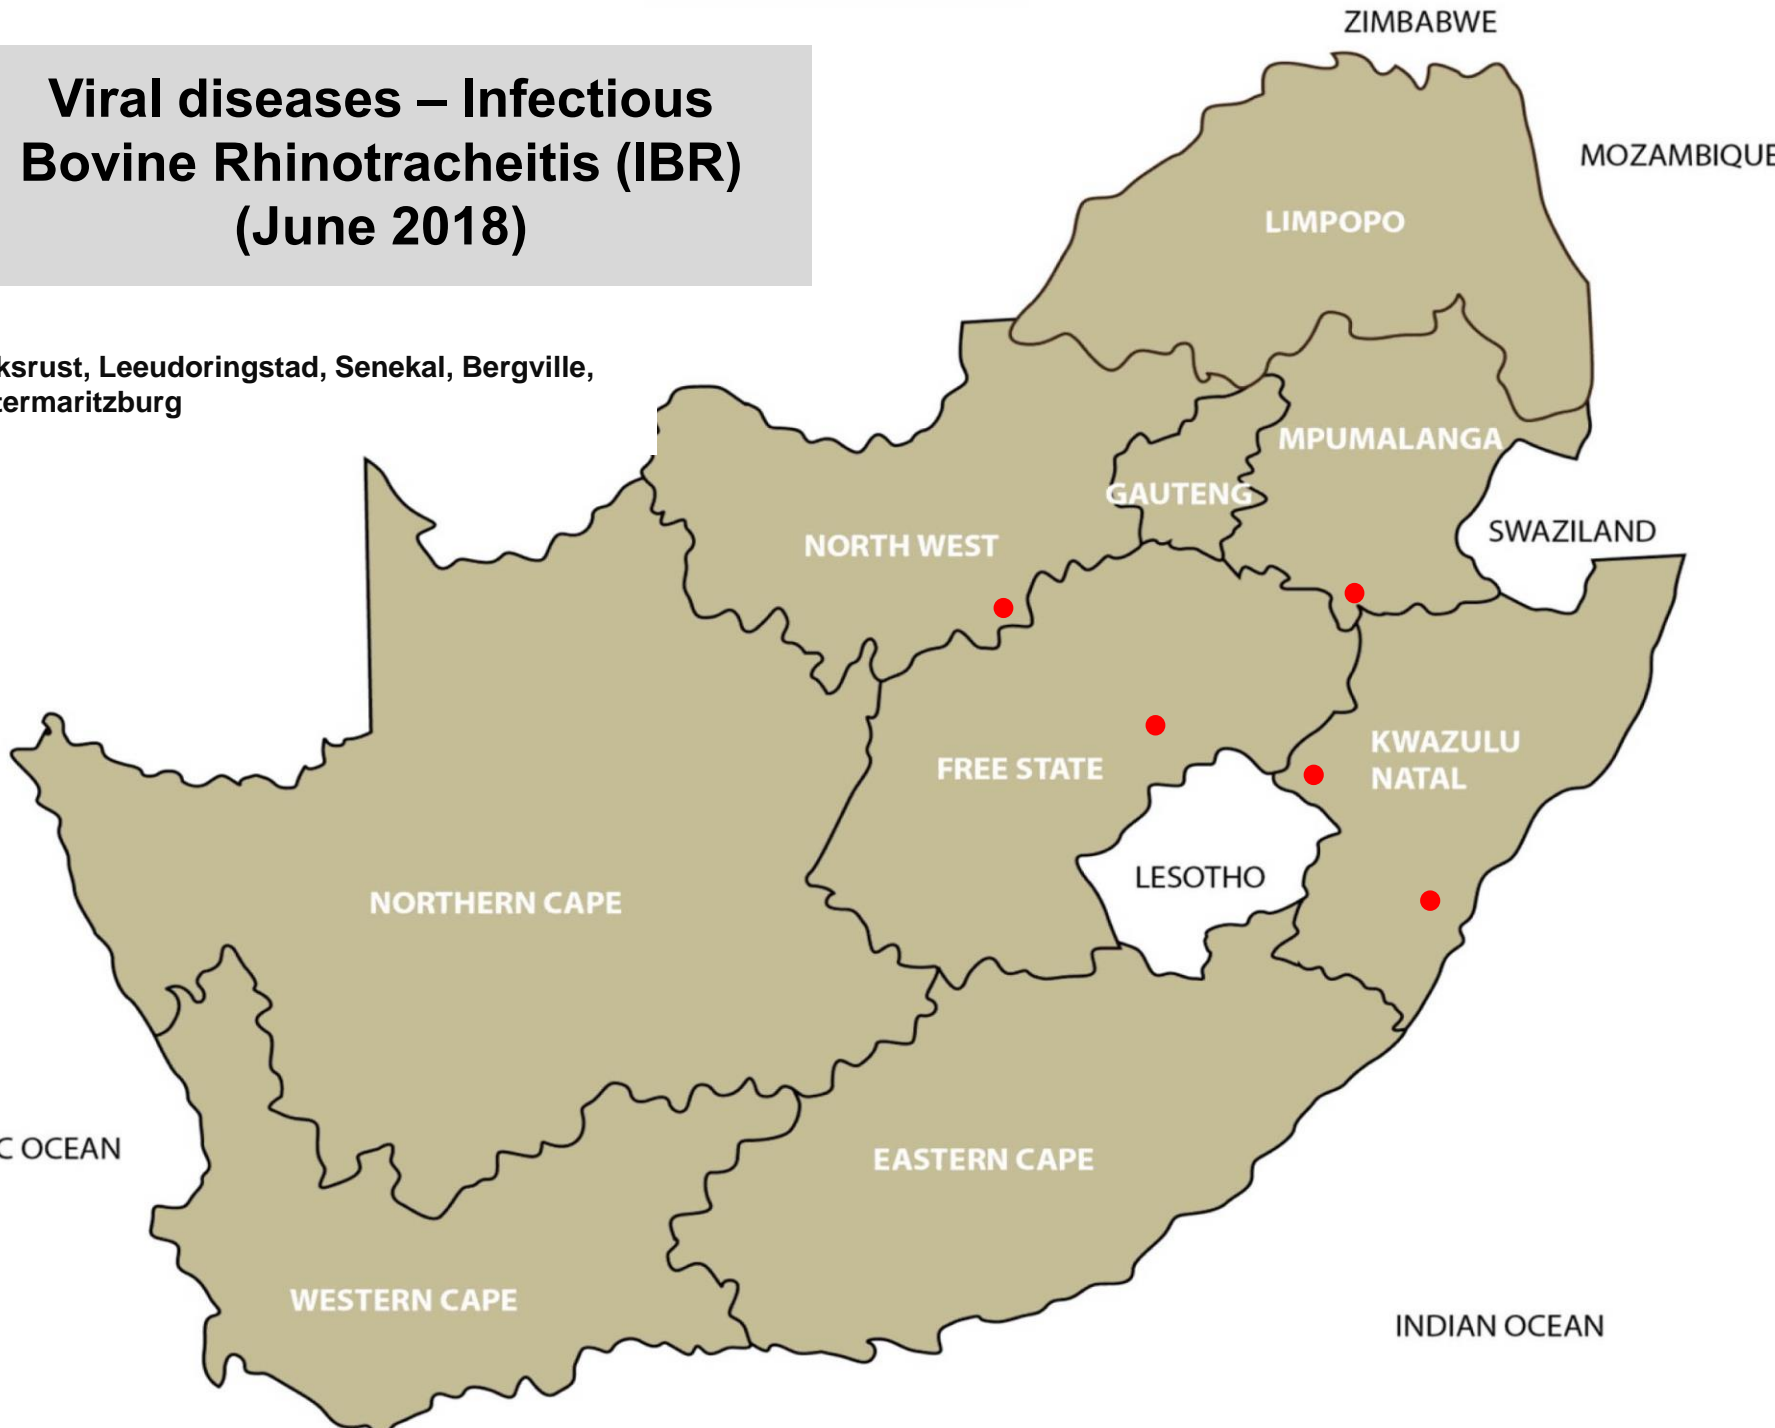 ZIMBABWE
Viral diseases – Infectious
Bovine Rhinotracheitis (IBR)
(June 2018)
MOZAMBIQUE
LIMPOPO
ksrust, Leeudoringstad, Senekal, Bergville,
termaritzburg
MPUMALANGA
GAUTENG
SWAZILAND
NORTH WEST
KWAZULU
NATAL
FREE STATE
LESOTHO
NORTHERN CAPE
C OCEAN
EASTERN CAPE
WESTERN CAPE
INDIAN OCEAN